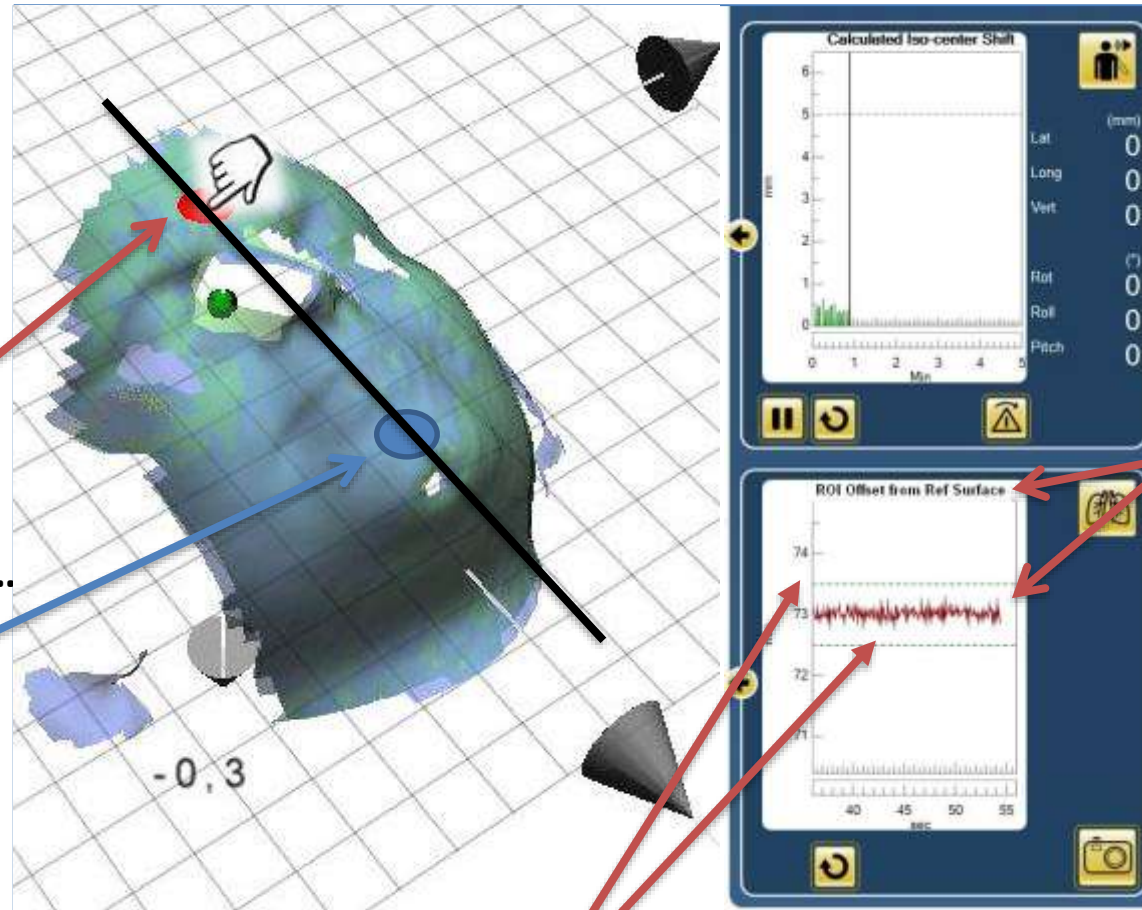 ..
-0,3
Calculated Iso-center Shift
mm
6
5
4
3
2
1
0
0 1 2 3 4 5
Min
(mm)
Lat 0
Long 0
Vert 0
(°)
Rot 0
Roll 0
Pitch 0
ROI Offset from Ref Surface
74
73
72
71
40 45 50 55
sec